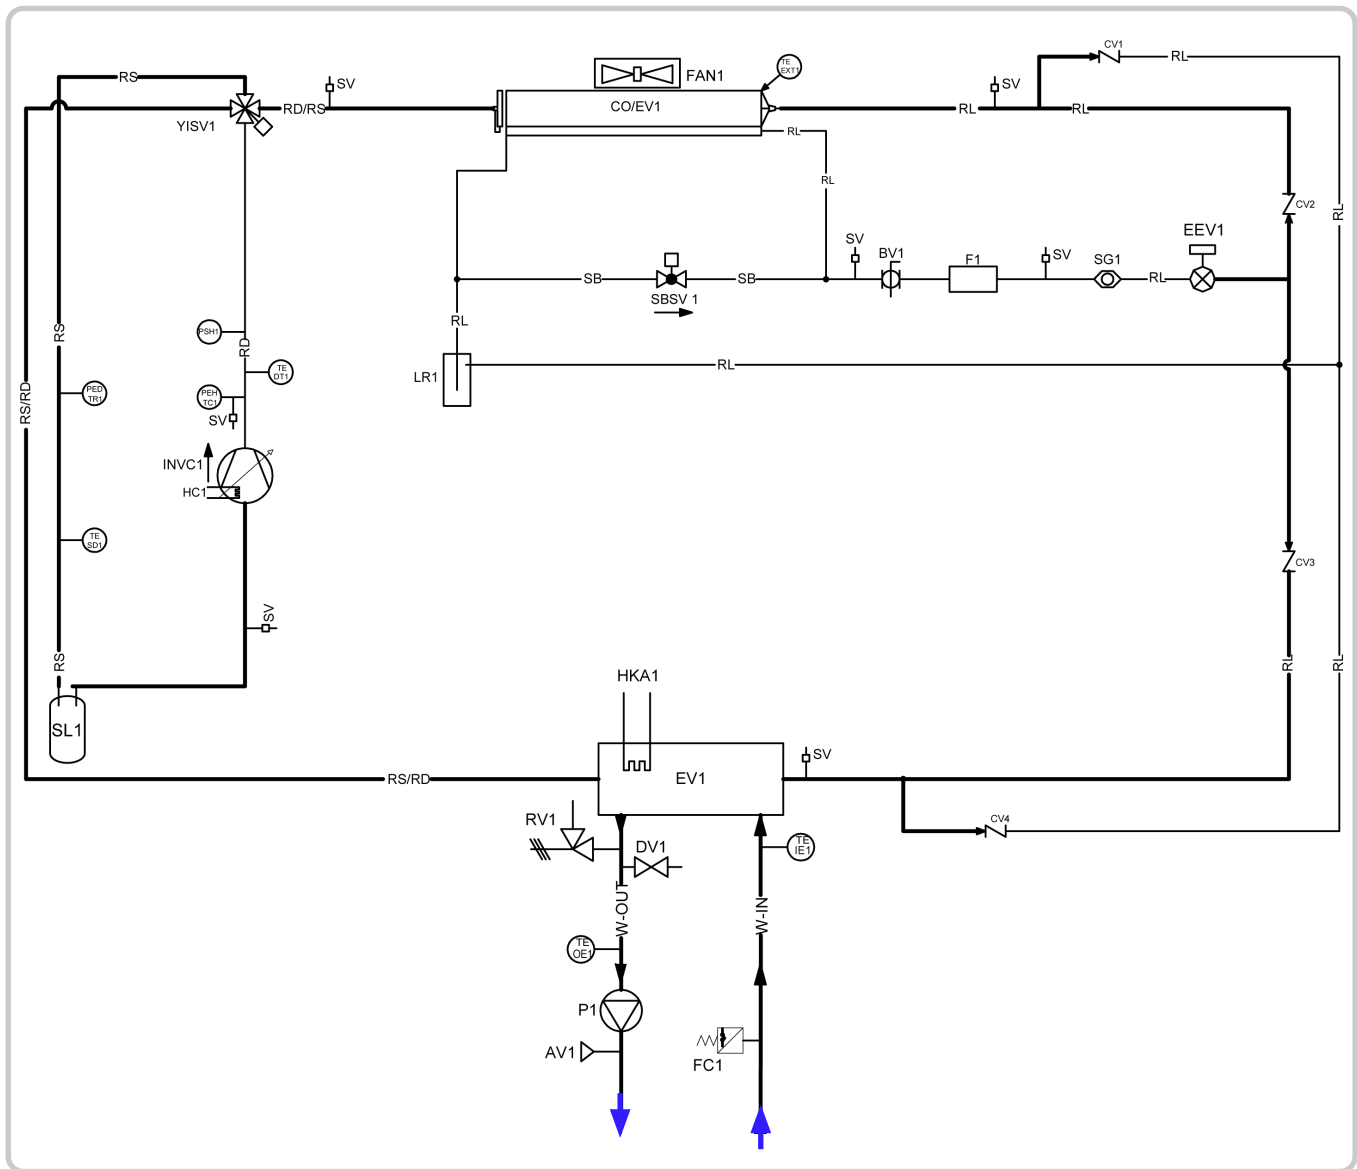 CV1
RL
RS
SV
FAN1
TE
EXT1
SV
RD/RS
CO/EV1
RL
RL
YISV1
RL
RL
CV2
RL
EEV1
SV
BV1
F1
SV
SG1
SB
SB
RL
SBSV 1
RL
RS
PSH1
RD
TE
DT1
LR1
RL
PED
TR1
PEH
TC1
RS/RD
SV
INVC1
HC1
TE
SD1
CV3
SV
RS
RL
RL
HKA1
SL1
SV
RS/RD
EV1
RV1
CV4
DV1
TE
IE1
W-OUT
W-IN
TE
OE1
P1
AV1
FC1